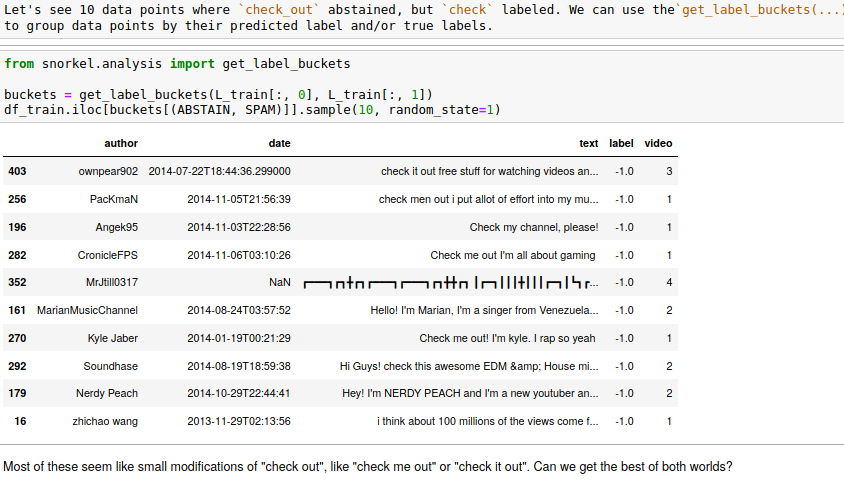 Let's see 10 data points where `check_out` abstained, but `check` labeled. We can use the`get_label_buckets(...)
to group data points by their predicted label and/or true labels.
from snorkel.analysis import get_label_buckets
buckets = get_label_buckets(L_train[:, 0], L_train[:, 1])
df_train.iloc[buckets[(ABSTAIN, SPAM)]].sample(10, random_state=1)
author date text label video
403 ownpear902 2014-07-22T18:44:36.299000 check it out free stuff for watching videos an... -1.0 3
256 PacKmaN 2014-11-05T21:56:39 check men out i put allot of effort into my mu... -1.0 1
196 Angek95 2014-11-03T22:28:56 Check my channel, please! -1.0 1
282 CronicleFPS 2014-11-06T03:10:26 Check me out I'm all about gaming -1.0 1
352 MrJtill0317 NaN -1.0 4
161 MarianMusicChannel 2014-08-24T03:57:52 Hello! I'm Marian, I'm a singer from Venezuela... -1.0 2
270 Kyle Jaber 2014-01-19T00:21:29 Check me out! I'm kyle. I rap so yeah -1.0 1
292 Soundhase 2014-08-19T18:59:38 Hi Guys! check this awesome EDM &amp; House mi... -1.0 2
179 Nerdy Peach 2014-10-29T22:44:41 Hey! I'm NERDY PEACH and I'm a new youtuber an... -1.0 2
16 zhichao wang 2013-11-29T02:13:56 i think about 100 millions of the views come f... -1.0 1
Most of these seem like small modifications of "check out", like "check me out" or "check it out". Can we get the best of both worlds?